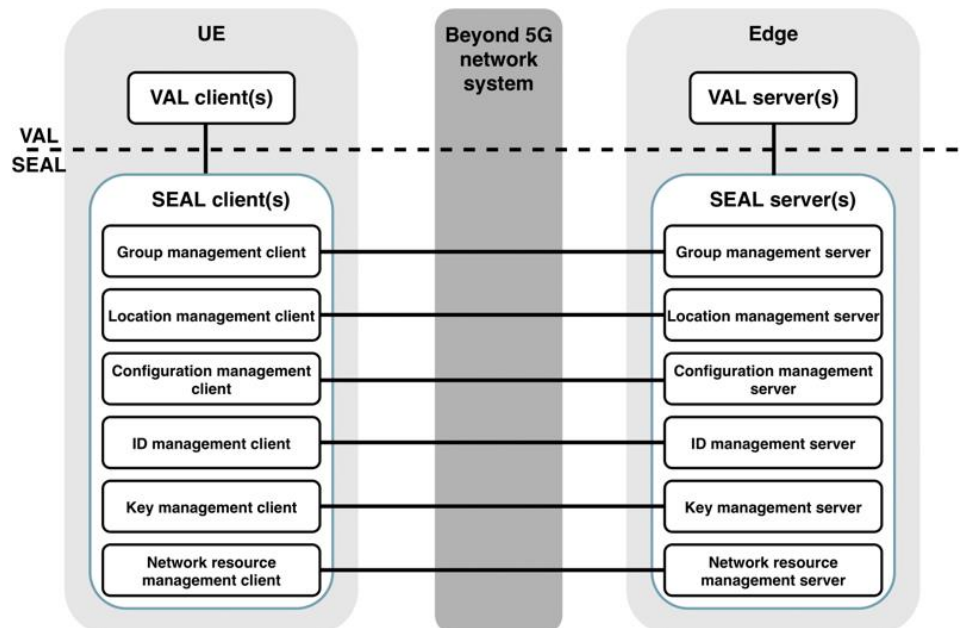 UE
Beyond 5G
network
system
Edge
VAL client(s)
VAL server(s)
VAL
SEAL
SEAL client(s)
SEAL server(s)
Group management client
Group management server
Location management client
Location management server
Configuration management
client
Configuration management
server
ID management client
ID management server
Key management client
Key management server
Network resource
management client
Network resource
management server